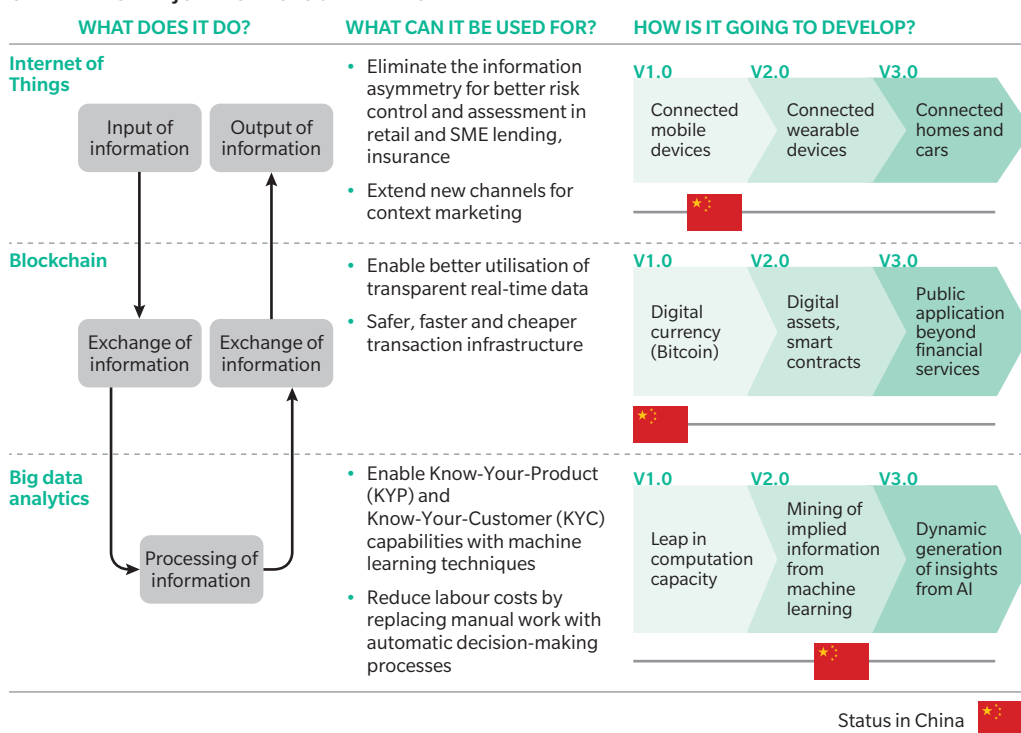 WHAT DOES IT DO?
WHAT CAN IT BE USED FOR?
HOW IS IT GOING TO DEVELOP?
Internet of
Things
Input of
information
Output of
information
• Eliminate the information
asymmetry for better risk
control and assessment in
retail and SME lending,
insurance
• Extend new channels for
context marketing
V1.0
V2.0
V3.0
Connected
mobile
devices
Connected
wearable
devices
Connected
homes and
cars
Blockchain
Exchange of
information
Exchange of
information
• Enable better utilisation of
transparent real-time data
• Safer, faster and cheaper
transaction infrastructure
V1.0
V2.0
V3.0
Digital
currency
(Bitcoin)
Digital
assets,
smart
contracts
Public
application
beyond
financial
services
Big data
analytics
Processing of
information
• Enable Know-Your-Product
(KYP) and
Know-Your-Customer (KYC)
capabilities with machine
learning techniques
• Reduce labour costs by
replacing manual work with
automatic decision-making
processes
V1.0
V2.0
V3.0
Leap in
computation
capacity
Mining of
implied
information
from
machine
learning
Dynamic
generation
of insights
from AI
Status in China